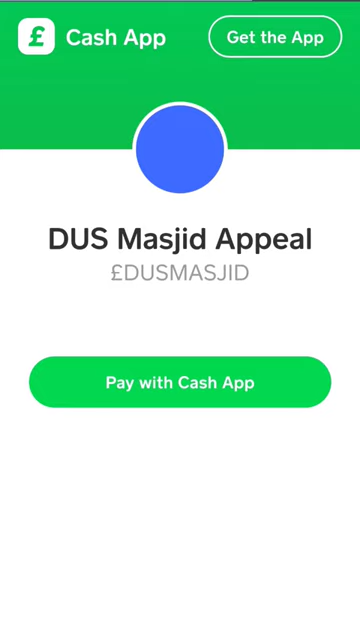 £ Cash App
Get the App
DUS Masjid Appeal
£DUSMASJID
Pay with Cash App